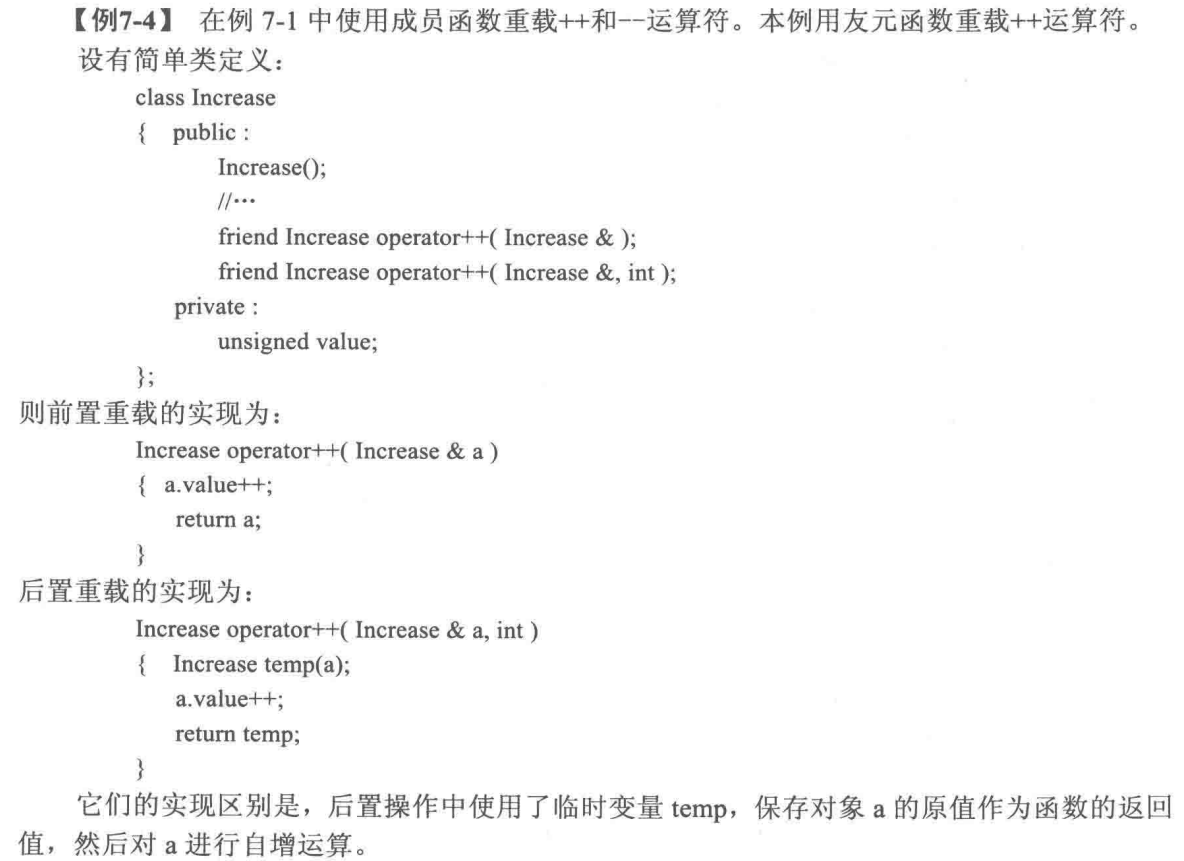 【例7-4】 在例 7-1 中使用成员函数重载++和--运算符。本例用友元函数重载++运算符。
设有简单类定义：
class Increase
{ public :
Increase();
//…
friend Increase operator++( Increase & );
friend Increase operator++( Increase &, int );
private :
unsigned value;
};
则前置重载的实现为：
Increase operator++( Increase & a )
{ a.value++;
return a;
}
后置重载的实现为：
Increase operator++( Increase & a, int )
{ Increase temp(a);
a.value++;
return temp;
}
它们的实现区别是，后置操作中使用了临时变量 temp，保存对象 a 的原值作为函数的返回
值，然后对 a 进行自增运算。